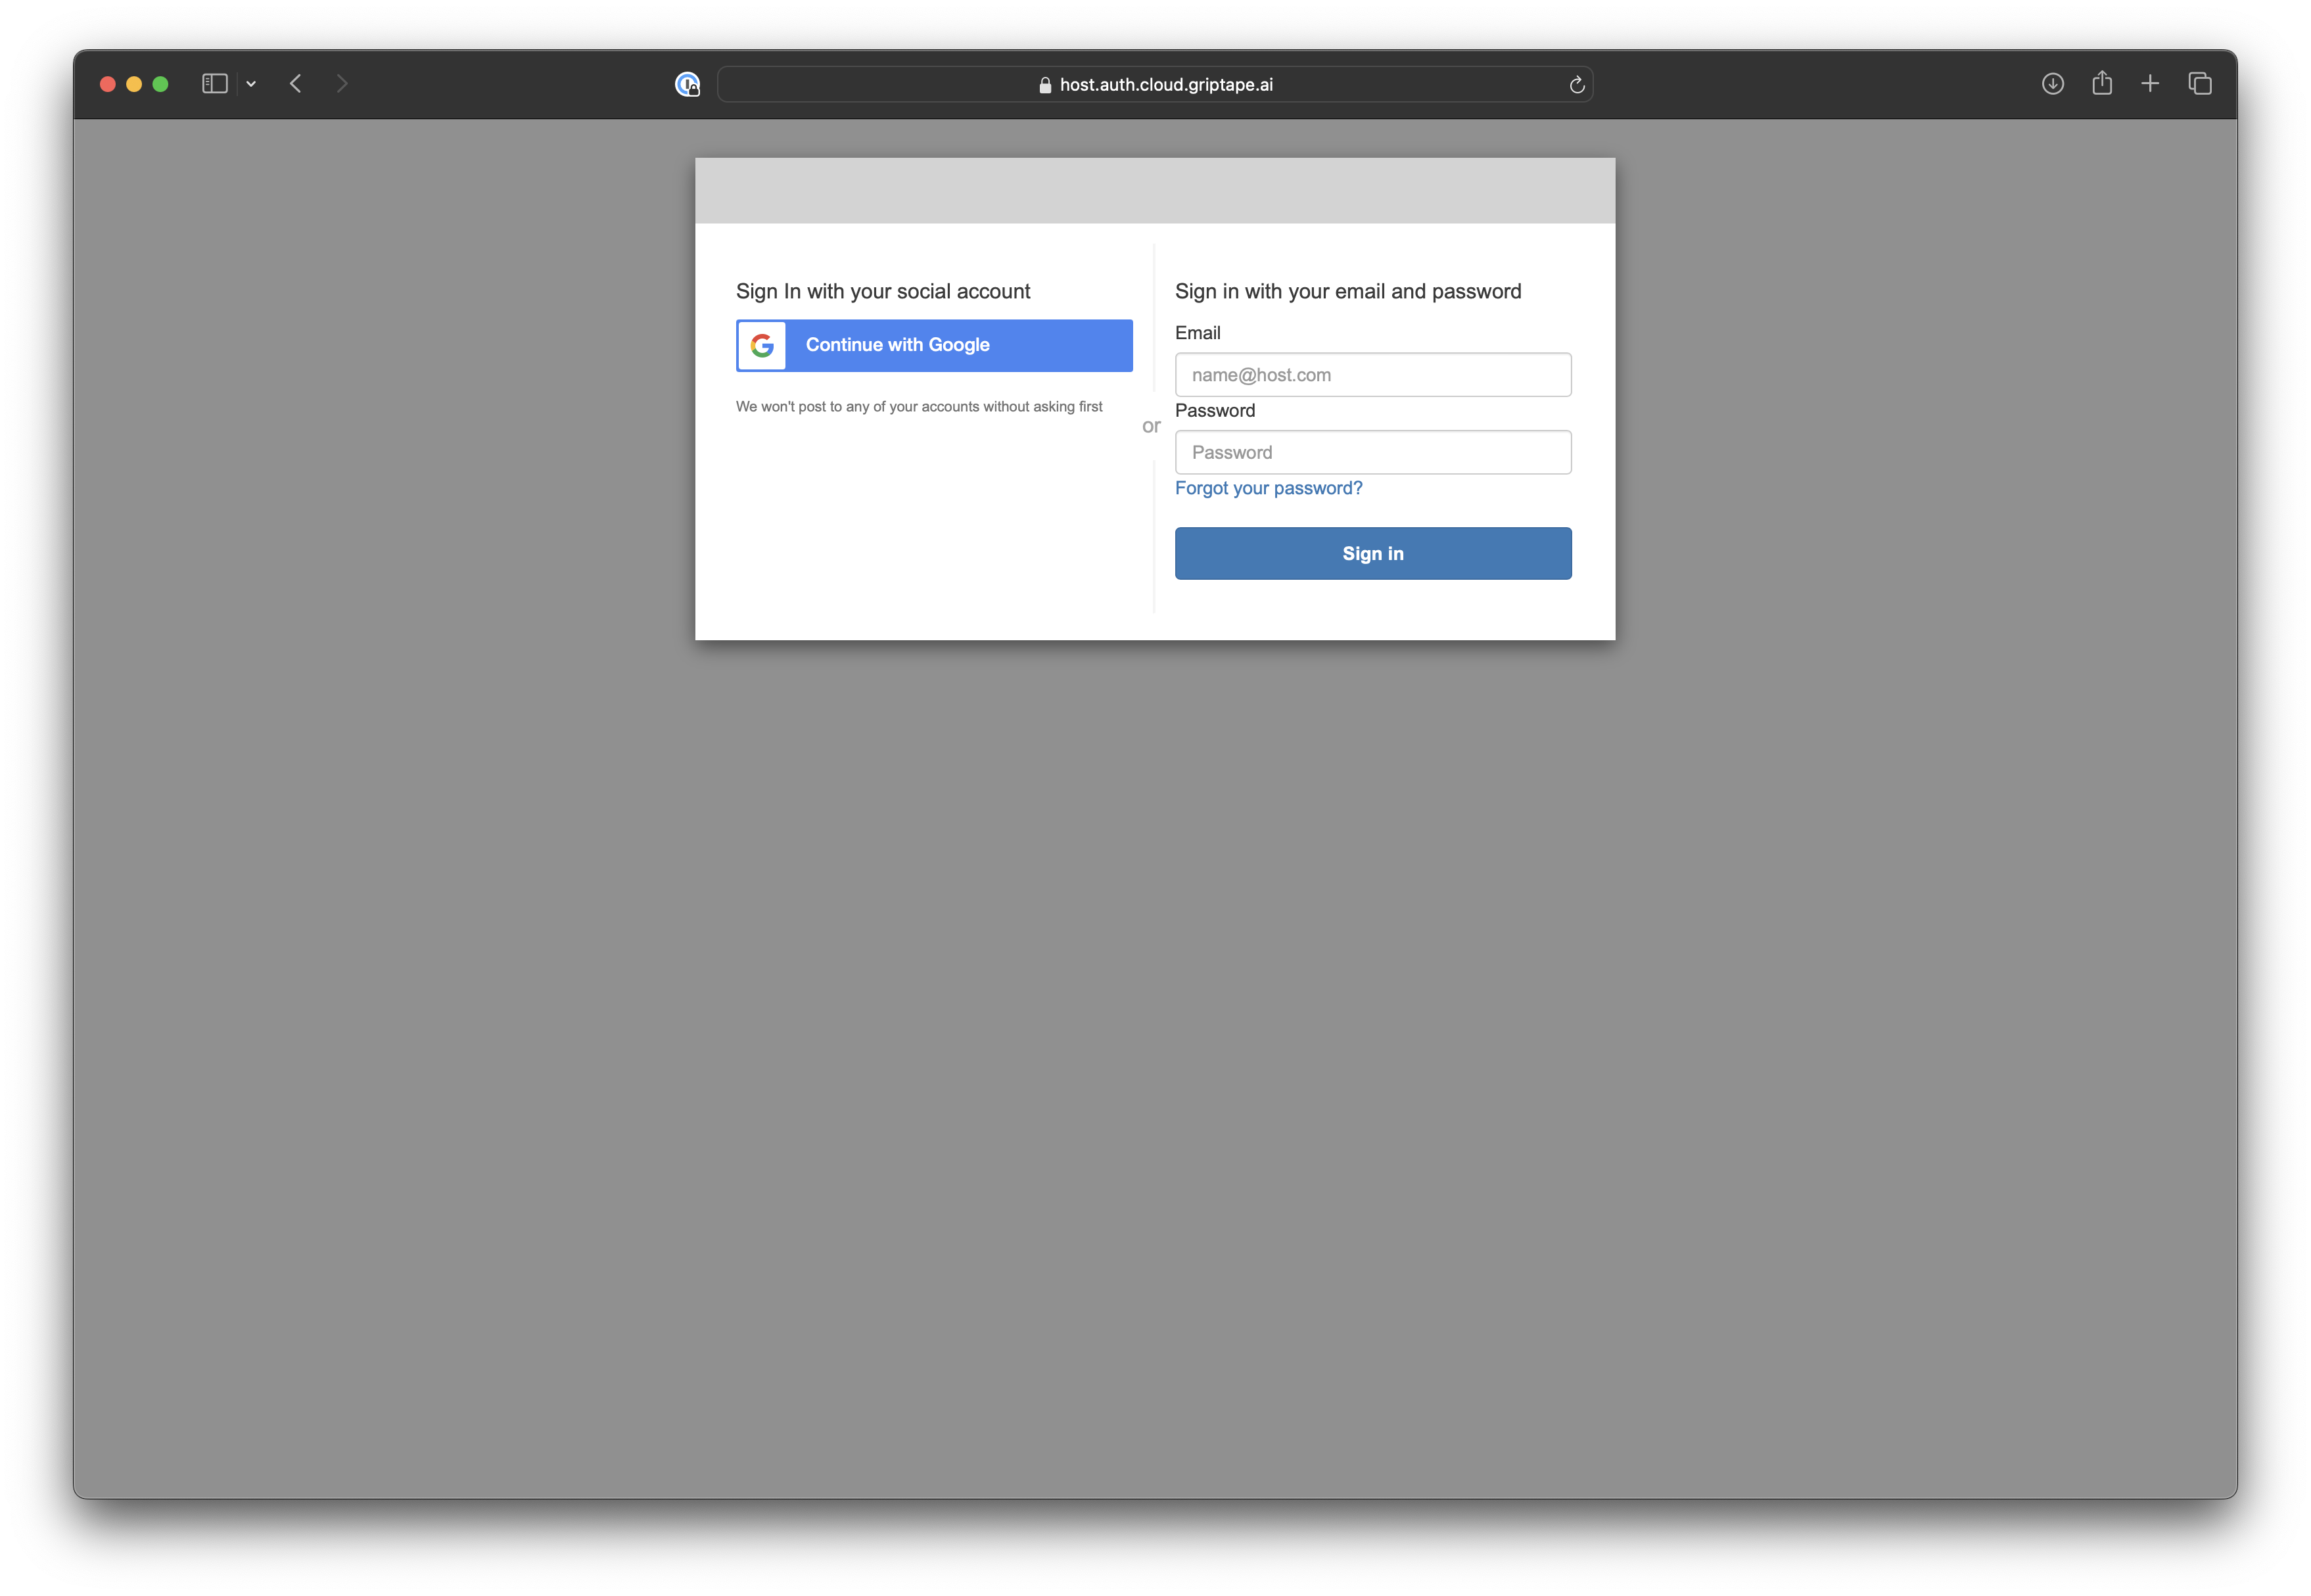 host.auth.cloud.griptape.ai
Sign In with your social account
Continue with Google
We won't post to any of your accounts without asking first
or
Sign in with your email and password
Email
name@host.com
Password
Password
Forgot your password?
Sign in